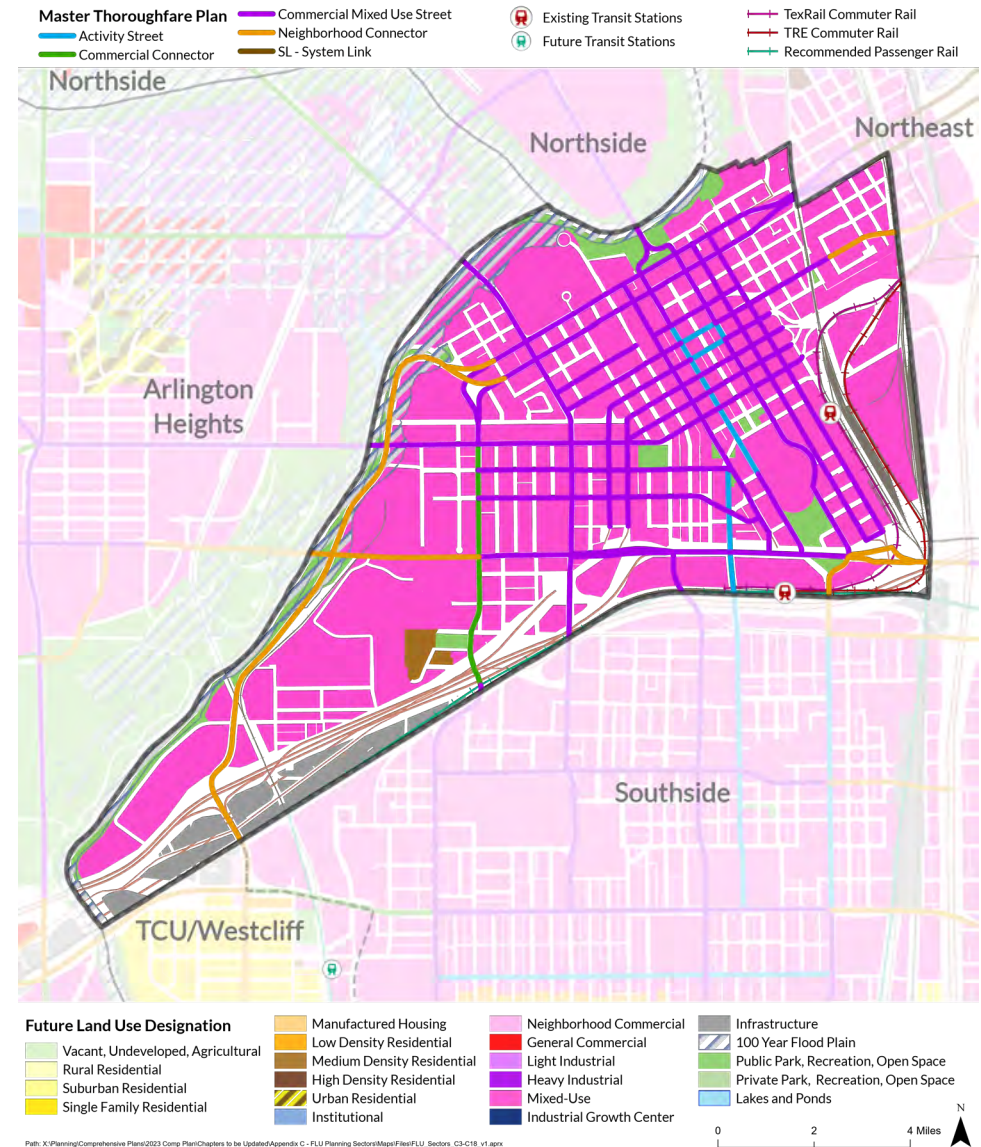 Master Thoroughfare Plan
Activity Street
Commercial Connector
Commercial Mixed Use Street
Neighborhood Connector
SL - System Link
Existing Transit Stations
Future Transit Stations
TexRail Commuter Rail
TRE Commuter Rail
Recommended Passenger Rail
Northside
Northside
Northeast
Arlington
Heights
Southside
TCU/Westcliff
Future Land Use Designation
Vacant, Undeveloped, Agricultural
Rural Residential
Suburban Residential
Single Family Residential
Manufactured Housing
Low Density Residential
Medium Density Residential
High Density Residential
Urban Residential
Institutional
Neighborhood Commercial
General Commercial
Light Industrial
Heavy Industrial
Mixed-Use
Industrial Growth Center
Infrastructure
100 Year Flood Plain
Public Park, Recreation, Open Space
Private Park, Recreation, Open Space
Lakes and Ponds
N
0 2 4 Miles
Path: X:\Planning\Comprehensive Plans\2023 Comp Plan\Chapters to be Updated\Appendix C - FLU Planning Sectors\Maps\Files\FLU_Sectors_C3-C18_v1.aprx